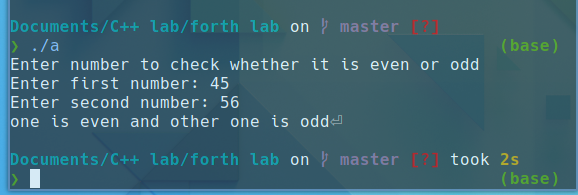 Documents/C++ lab/forth lab on ᚠ master [?]
❯ ./a (base)
Enter number to check whether it is even or odd
Enter first number: 45
Enter second number: 56
one is even and other one is odd⏎
Documents/C++ lab/forth lab on ᚠ master [?] took 2s
❯ (base)